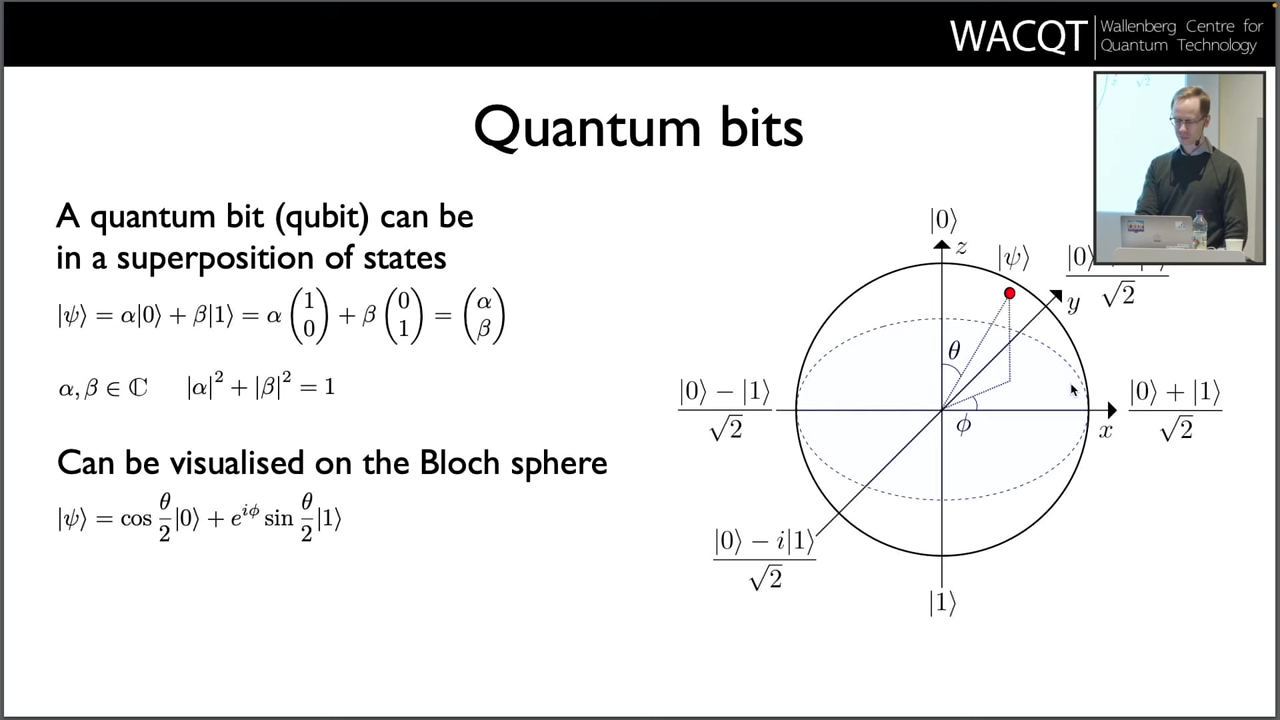 WACQT
Wallenberg Centre for
Quantum Technology
Quantum bits
A quantum bit (qubit) can be
in a superposition of states
|ψ⟩ = α|0⟩ + β|1⟩ = α (1 0) + β (0 1) = (α β)
α, β ∈ ℂ |α|² + |β|² = 1
Can be visualised on the Bloch sphere
|ψ⟩ = cos θ/2 |0⟩ + e^{iϕ} sin θ/2 |1⟩
|0⟩
z
|ψ⟩
|0⟩
√2
y
θ
|0⟩ − |1⟩
√2
|0⟩ + |1⟩
√2
x
ϕ
|0⟩ − i|1⟩
√2
|1⟩